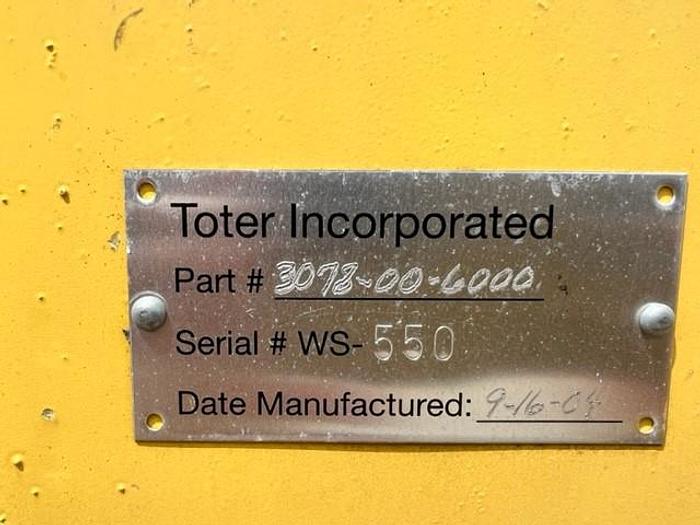 Toter Incorporated
Part # 3078-00-6000
Serial # WS-550
Date Manufactured: 9-16-04